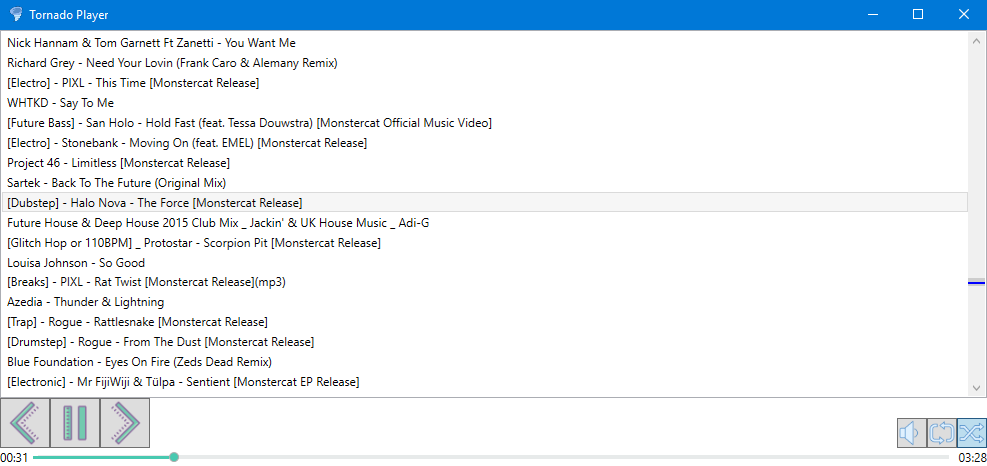 Tornado Player
Nick Hannam & Tom Garnett Ft Zanetti - You Want Me
Richard Grey - Need Your Lovin (Frank Caro & Alemany Remix)
[Electro] - PIXL - This Time [Monstercat Release]
WHTKD - Say To Me
[Future Bass] - San Holo - Hold Fast (feat. Tessa Douwstra) [Monstercat Official Music Video]
[Electro] - Stonebank - Moving On (feat. EMEL) [Monstercat Release]
Project 46 - Limitless [Monstercat Release]
Sartek - Back To The Future (Original Mix)
[Dubstep] - Halo Nova - The Force [Monstercat Release]
Future House & Deep House 2015 Club Mix _ Jackin' & UK House Music _ Adi-G
[Glitch Hop or 110BPM] _ Protostar - Scorpion Pit [Monstercat Release]
Louisa Johnson - So Good
[Breaks] - PIXL - Rat Twist [Monstercat Release](mp3)
Azedia - Thunder & Lightning
[Trap] - Rogue - Rattlesnake [Monstercat Release]
[Drumstep] - Rogue - From The Dust [Monstercat Release]
Blue Foundation - Eyes On Fire (Zeds Dead Remix)
[Electronic] - Mr FijiWiji & Tülpa - Sentient [Monstercat EP Release]
00:31 03:28